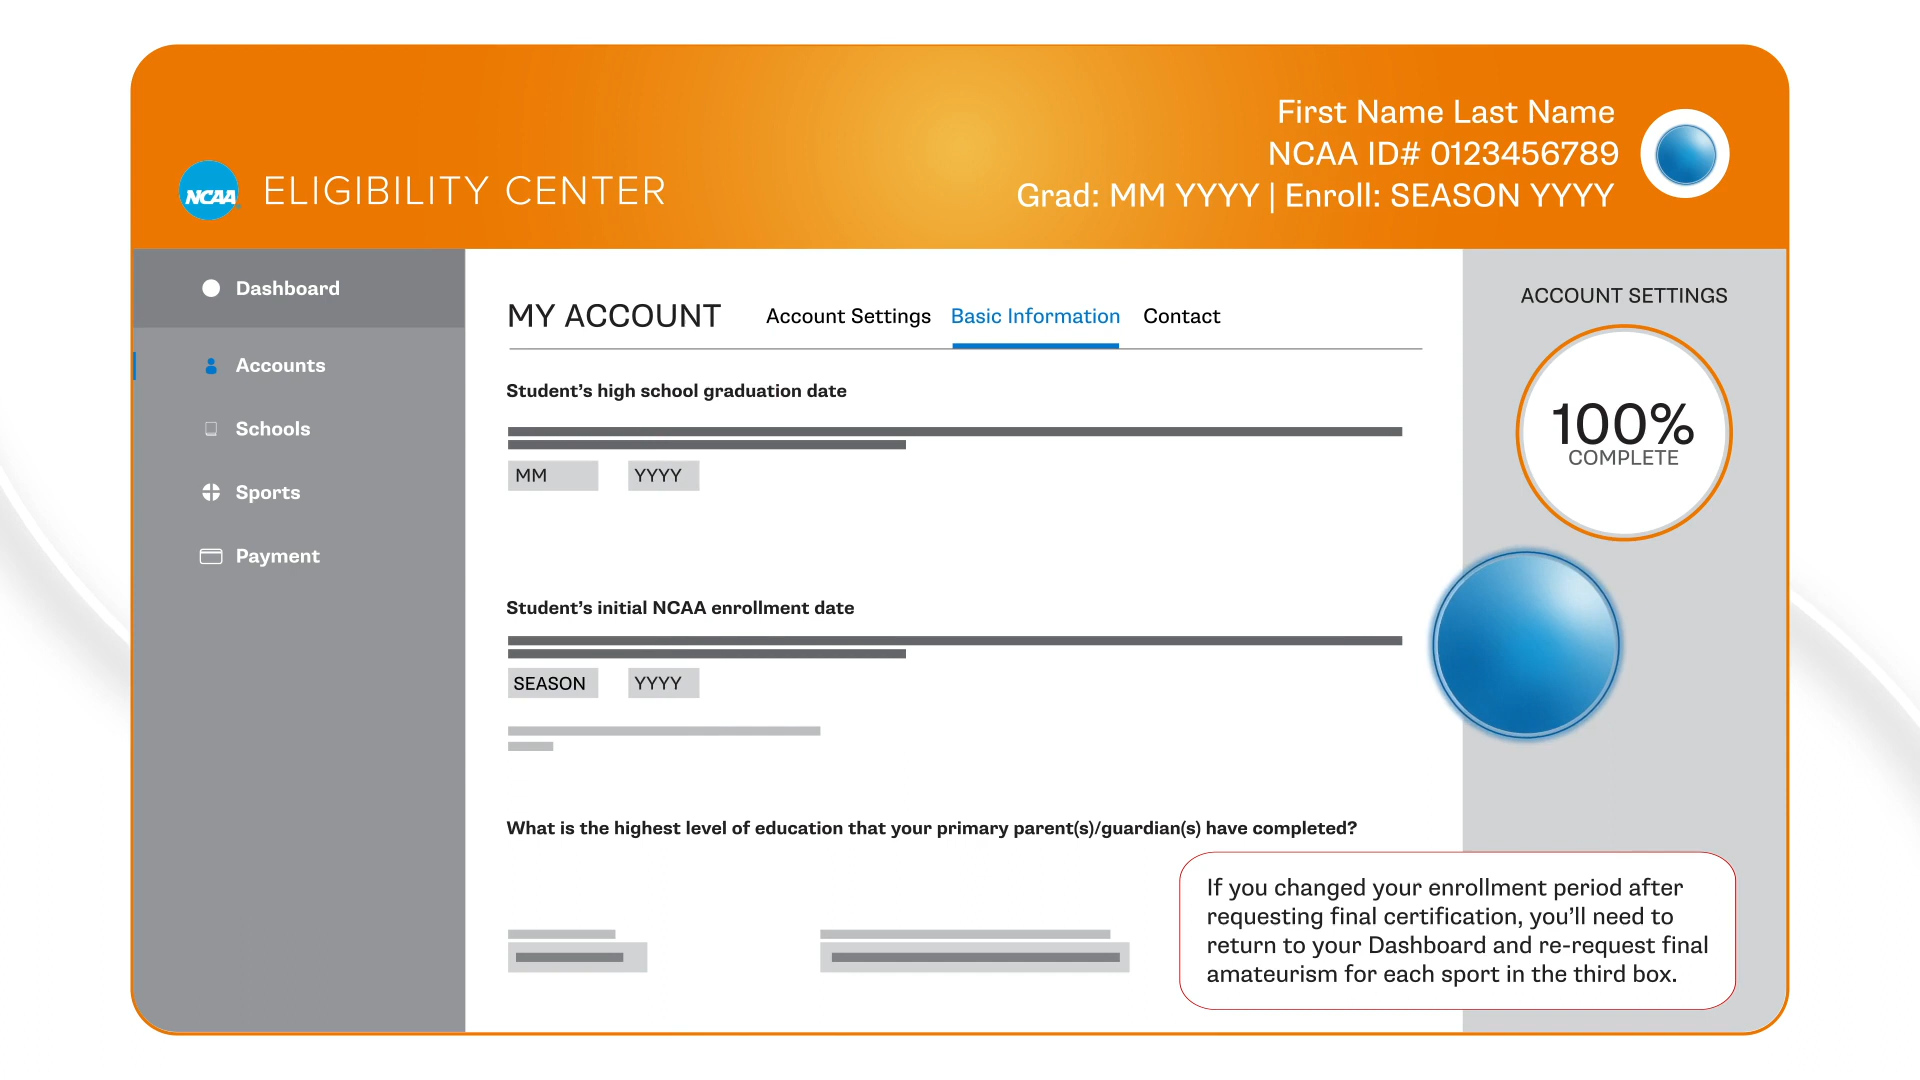 First Name Last Name
NCAA ID# 0123456789
Grad: MM YYYY | Enroll: SEASON YYYY
NCAA ELIGIBILITY CENTER
Dashboard
Accounts
Schools
Sports
Payment
MY ACCOUNT Account Settings Basic Information Contact
Student’s high school graduation date
MM YYYY
Student’s initial NCAA enrollment date
SEASON YYYY
What is the highest level of education that your primary parent(s)/guardian(s) have completed?
ACCOUNT SETTINGS
100%
COMPLETE
If you changed your enrollment period after
requesting final certification, you’ll need to
return to your Dashboard and re-request final
amateurism for each sport in the third box.